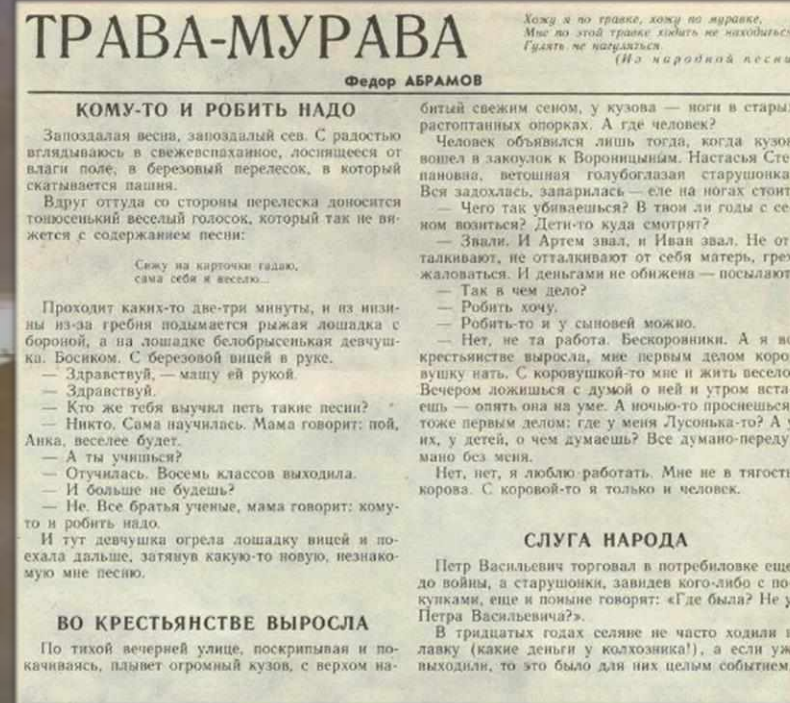 ТРАВА-МУРАВА
Хожу я по травке, хожу по муравке,
Мне по этой травке ходить не находиться
Гулять не нагуляться
(Из народной песни
Федор АБРАМОВ
КОМУ-ТО И РОБИТЬ НАДО
Запоздалая весна, запоздалый сев. С радостью
вглядываюсь в свежевспаханное, лоснящееся от
влаги поле, в березовый перелесок, в который
скатывается пашня.
Вдруг оттуда со стороны перелеска доносится
тонюсенький веселый голосок, который так не вя-
жется с содержанием песни:
Сижу на карточки гадаю,
сама себя я веселю...
Проходит каких-то две-три минуты, и из низи-
ны из-за гребня подымается рыжая лошадка с
бороной, а на лошадке белобрысенькая девчуш-
ка. Босиком. С березовой вицей в руке.
— Здравствуй, — машу ей рукой.
— Здравствуй.
— Кто же тебя выучил петь такие песни?
— Никто. Сама научилась. Мама говорит: пой,
Анка, веселее будет.
— А ты учишься?
— Отучилась. Восемь классов выходила.
— И больше не будешь?
— Не. Все братья ученые, мама говорит: кому-
то и робить надо.
И тут девчушка огрела лошадку вицей и по-
ехала дальше, затянув какую-то новую, незнако-
мую мне песню.
ВО КРЕСТЬЯНСТВЕ ВЫРОСЛА
По тихой вечерней улице, поскрипывая и по-
качиваясь, плывет огромный кузов, с верхом на-
битый свежим сеном, у кузова — ноги в старых
растоптанных опорках. А где человек?
Человек объявился лишь тогда, когда кузов
вошел в закоулок к Вороницыным. Настасья Сте-
пановна, ветошная голубоглазая старушонка.
Вся задохлась, запарилась — еле на ногах стоит.
— Чего так убиваешься? В твои ли годы с се-
ном возиться? Дети-то куда смотрят?
— Звали. И Артем звал, и Иван звал. Не от-
талкивают, не отталкивают от себя матерь, грех
жаловаться. И деньгами не обижена — посылают.
— Так в чем дело?
— Робить хочу.
— Робить-то и у сыновей можно.
— Нет, не та работа. Бескоровники. А я во
крестьянстве выросла, мне первым делом коро-
вушку нать. С коровушкой-то мне и жить весело.
Вечером ложишься с думой о ней и утром вста-
ешь — опять она на уме. А ночью-то проснешься,
тоже первым делом: где у меня Лусонька-то? А у
их, у детей, о чем думаешь? Все думано-переду-
мано без меня.
Нет, нет, я люблю работать. Мне не в тягость
корова. С коровой-то я только и человек.
СЛУГА НАРОДА
Петр Васильевич торговал в потребиловке еще
до войны, а старушонки, завидев кого-либо с по-
купками, еще и поныне говорят: «Где была? Не у
Петра Васильевича?».
В тридцатых годах селяне не часто ходили в
лавку (какие деньги у колхозника!), а если уж
выходили, то это было для них целым событием.